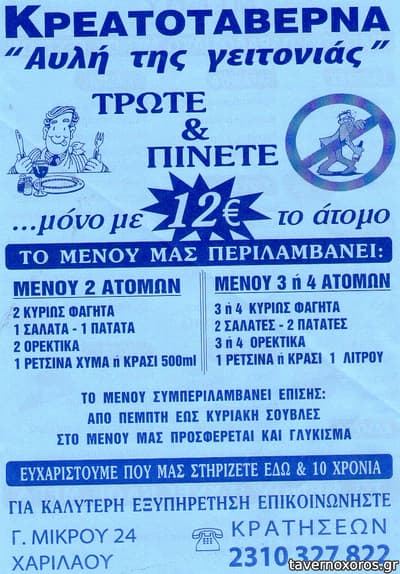 ΚΡΕΑΤΟΤΑΒΕΡΝΑ
“Αυλή της γειτονιάς”
ΤΡΩΤΕ
&
ΠΙΝΕΤΕ
...μόνο με 12€ το άτομο
ΤΟ ΜΕΝΟΥ ΜΑΣ ΠΕΡΙΛΑΜΒΑΝΕΙ:
ΜΕΝΟΥ 2 ΑΤΟΜΩΝ
2 ΚΥΡΙΩΣ ΦΑΓΗΤΑ
1 ΣΑΛΑΤΑ - 1 ΠΑΤΑΤΑ
2 ΟΡΕΚΤΙΚΑ
1 ΡΕΤΣΙΝΑ ΧΥΜΑ ή ΚΡΑΣΙ 500ml
ΜΕΝΟΥ 3 ή 4 ΑΤΟΜΩΝ
3 ή 4 ΚΥΡΙΩΣ ΦΑΓΗΤΑ
2 ΣΑΛΑΤΕΣ - 2 ΠΑΤΑΤΕΣ
3 ή 4 ΟΡΕΚΤΙΚΑ
1 ΡΕΤΣΙΝΑ ή ΚΡΑΣΙ 1 ΛΙΤΡΟΥ
ΤΟ ΜΕΝΟΥ ΣΥΜΠΕΡΙΛΑΜΒΑΝΕΙ ΕΠΙΣΗΣ:
ΑΠΟ ΠΕΜΠΤΗ ΕΩΣ ΚΥΡΙΑΚΗ ΣΟΥΒΛΕΣ
ΣΤΟ ΜΕΝΟΥ ΜΑΣ ΠΡΟΣΦΕΡΕΤΑΙ ΚΑΙ ΓΛΥΚΙΣΜΑ
ΕΥΧΑΡΙΣΤΟΥΜΕ ΠΟΥ ΜΑΣ ΣΤΗΡΙΖΕΤΕ ΕΔΩ & 10 ΧΡΟΝΙΑ
ΓΙΑ ΚΑΛΥΤΕΡΗ ΕΞΥΠΗΡΕΤΗΣΗ ΕΠΙΚΟΙΝΩΝΗΣΤΕ
Γ. ΜΙΚΡΟΥ 24
ΧΑΡΙΛΑΟΥ
ΚΡΑΤΗΣΕΩΝ
2310 327.822
tavernoxoros.gr